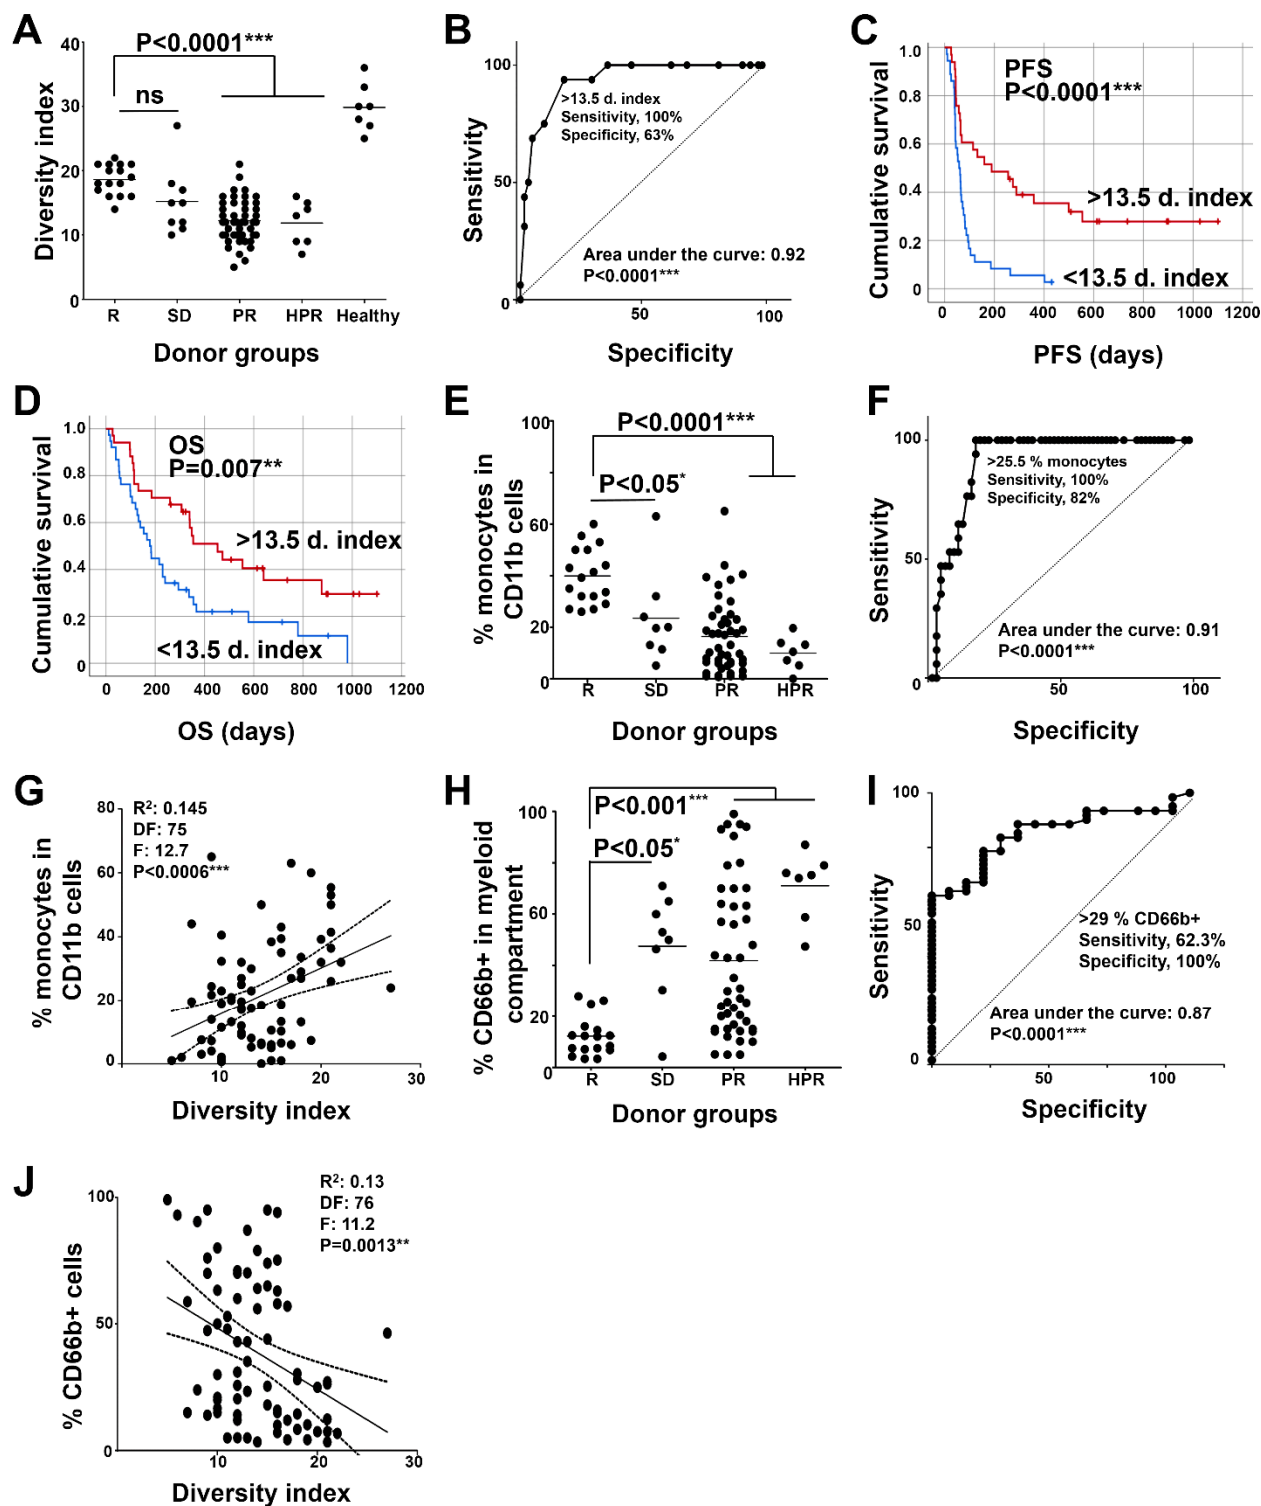 A
P<0.0001***
ns
40
30
20
10
0
Diversity index
R SD PR HPR Healthy
Donor groups
B
100
50
0
Sensitivity
>13.5 d. index
Sensitivity, 100%
Specificity, 63%
Area under the curve: 0.92
P<0.0001***
50 100
Specificity
C
1.0
0.8
0.6
0.4
0.2
0
Cumulative survival
PFS
P<0.0001***
>13.5 d. index
<13.5 d. index
0 200 400 600 800 1000 1200
PFS (days)
D
1.0
0.8
0.6
0.4
0.2
0
Cumulative survival
OS
P=0.007**
>13.5 d. index
<13.5 d. index
0 200 400 600 800 1000 1200
OS (days)
E
100
60
20
0
% monocytes in
CD11b cells
P<0.0001***
P<0.05*
R SD PR HPR
Donor groups
F
100
50
0
Sensitivity
>25.5 % monocytes
Sensitivity, 100%
Specificity, 82%
Area under the curve: 0.91
P<0.0001***
50 100
Specificity
G
80
60
40
20
0
% monocytes in
CD11b cells
R²: 0.145
DF: 75
F: 12.7
P<0.0006***
10 20 30
Diversity index
H
100
60
20
0
% CD66b+ in myeloid
compartment
P<0.001***
P<0.05*
R SD PR HPR
Donor groups
I
100
50
0
Sensitivity
>29 % CD66b+
Sensitivity, 62.3%
Specificity, 100%
Area under the curve: 0.87
P<0.0001***
50 100
Specificity
J
100
50
0
% CD66b+ cells
R²: 0.13
DF: 76
F: 11.2
P=0.0013**
10 20 30
Diversity index